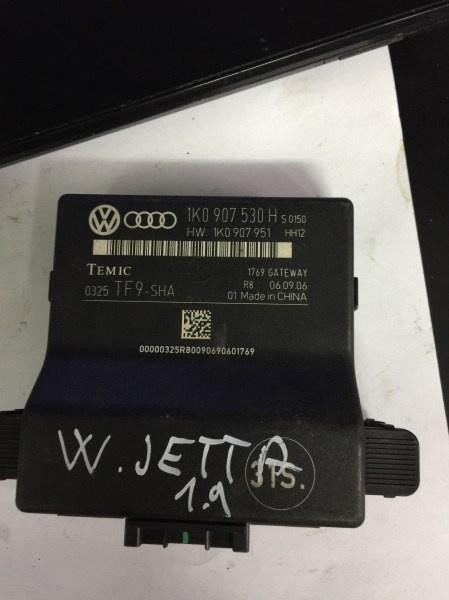 1K0 907 530 H S 0150
HW: 1K0 907 951 HH12
TEMIC
1769 GATEWAY
0325 TF9-SHA
R8 06.09.06
01 Made in CHINA
00000325R80090690601769
W. JETTA
3TS.
1.9